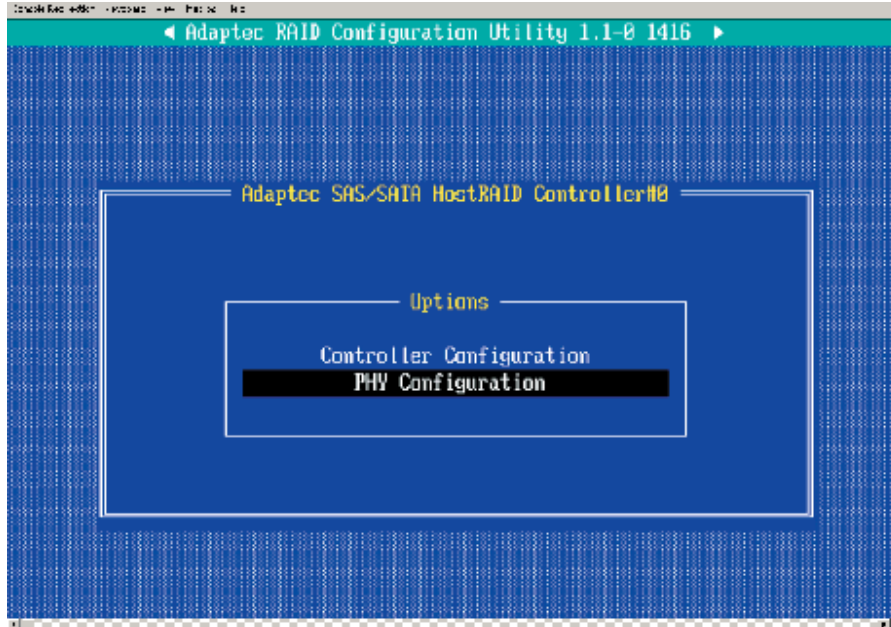 ◄ Adaptec RAID Configuration Utility 1.1-0 1416 ►
Adaptec SAS/SATA HostRAID Controller#0
Options
Controller Configuration
PHY Configuration